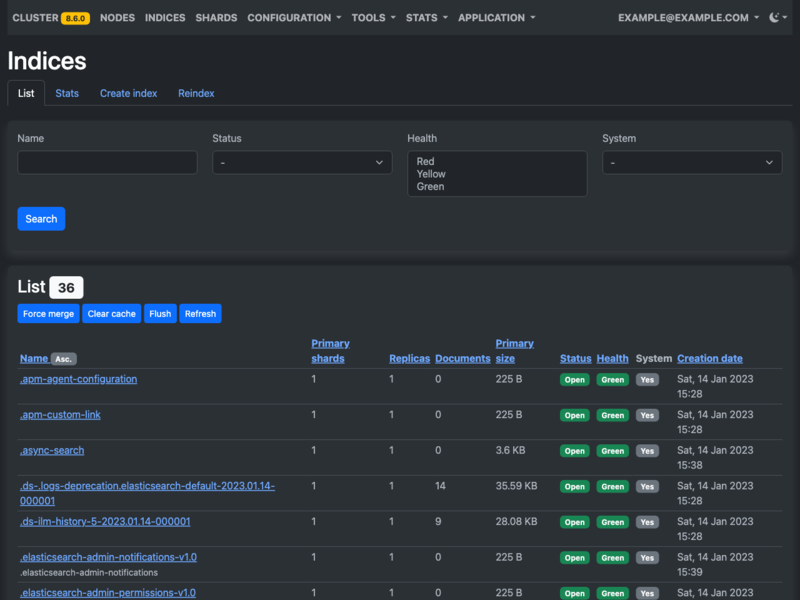 CLUSTER 8.6.0 NODES INDICES SHARDS CONFIGURATION TOOLS STATS APPLICATION EXAMPLE@EXAMPLE.COM
Indices
List Stats Create index Reindex
Name Status Health System
- Red -
Yellow
Green
Search
List 36
Force merge Clear cache Flush Refresh
Primary Primary
Name Asc. shards Replicas Documents size Status Health System Creation date
.apm-agent-configuration 1 1 0 225 B Open Green Yes Sat, 14 Jan 2023
15:28
.apm-custom-link 1 1 0 225 B Open Green Yes Sat, 14 Jan 2023
15:28
.async-search 1 1 0 3.6 KB Open Green Yes Sat, 14 Jan 2023
15:38
.ds-.logs-deprecation.elasticsearch-default-2023.01.14- 1 1 14 35.59 KB Open Green Yes Sat, 14 Jan 2023
000001 15:28
.ds-ilm-history-5-2023.01.14-000001 1 1 9 28.08 KB Open Green Yes Sat, 14 Jan 2023
15:28
.elasticsearch-admin-notifications-v1.0 1 1 0 225 B Open Green Yes Sat, 14 Jan 2023
.elasticsearch-admin-notifications 15:39
.elasticsearch-admin-permissions-v1.0 1 1 0 225 B Open Green Yes Sat, 14 Jan 2023